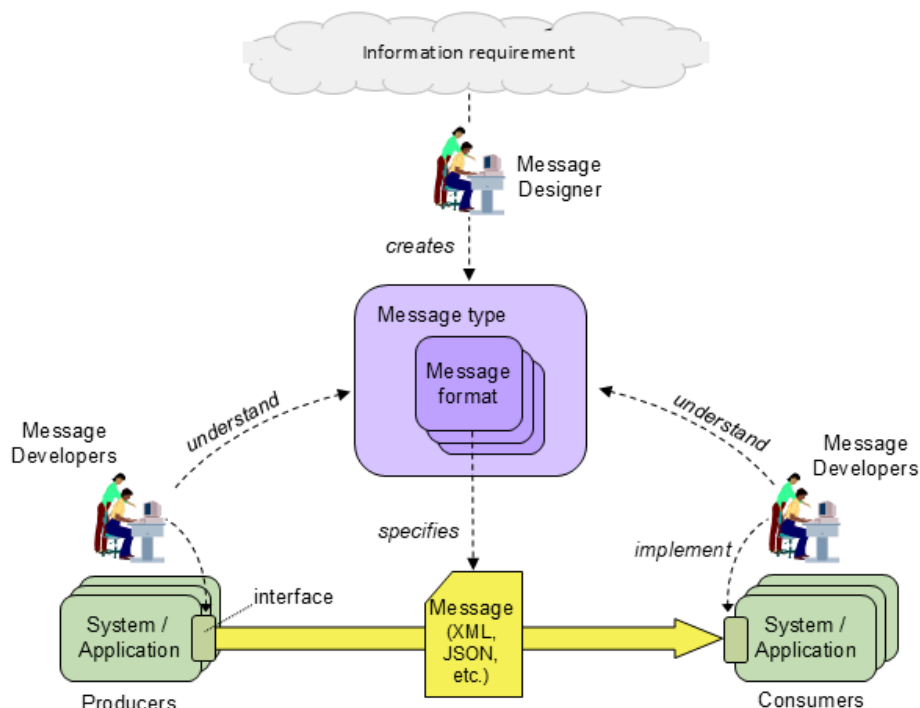 Information requirement
Message
Designer
creates
Message type
Message
format
understand
understand
Message
Developers
Message
Developers
specifies
implement
interface
System /
Application
Message
(XML,
JSON,
etc.)
System /
Application
Producers
Consumers